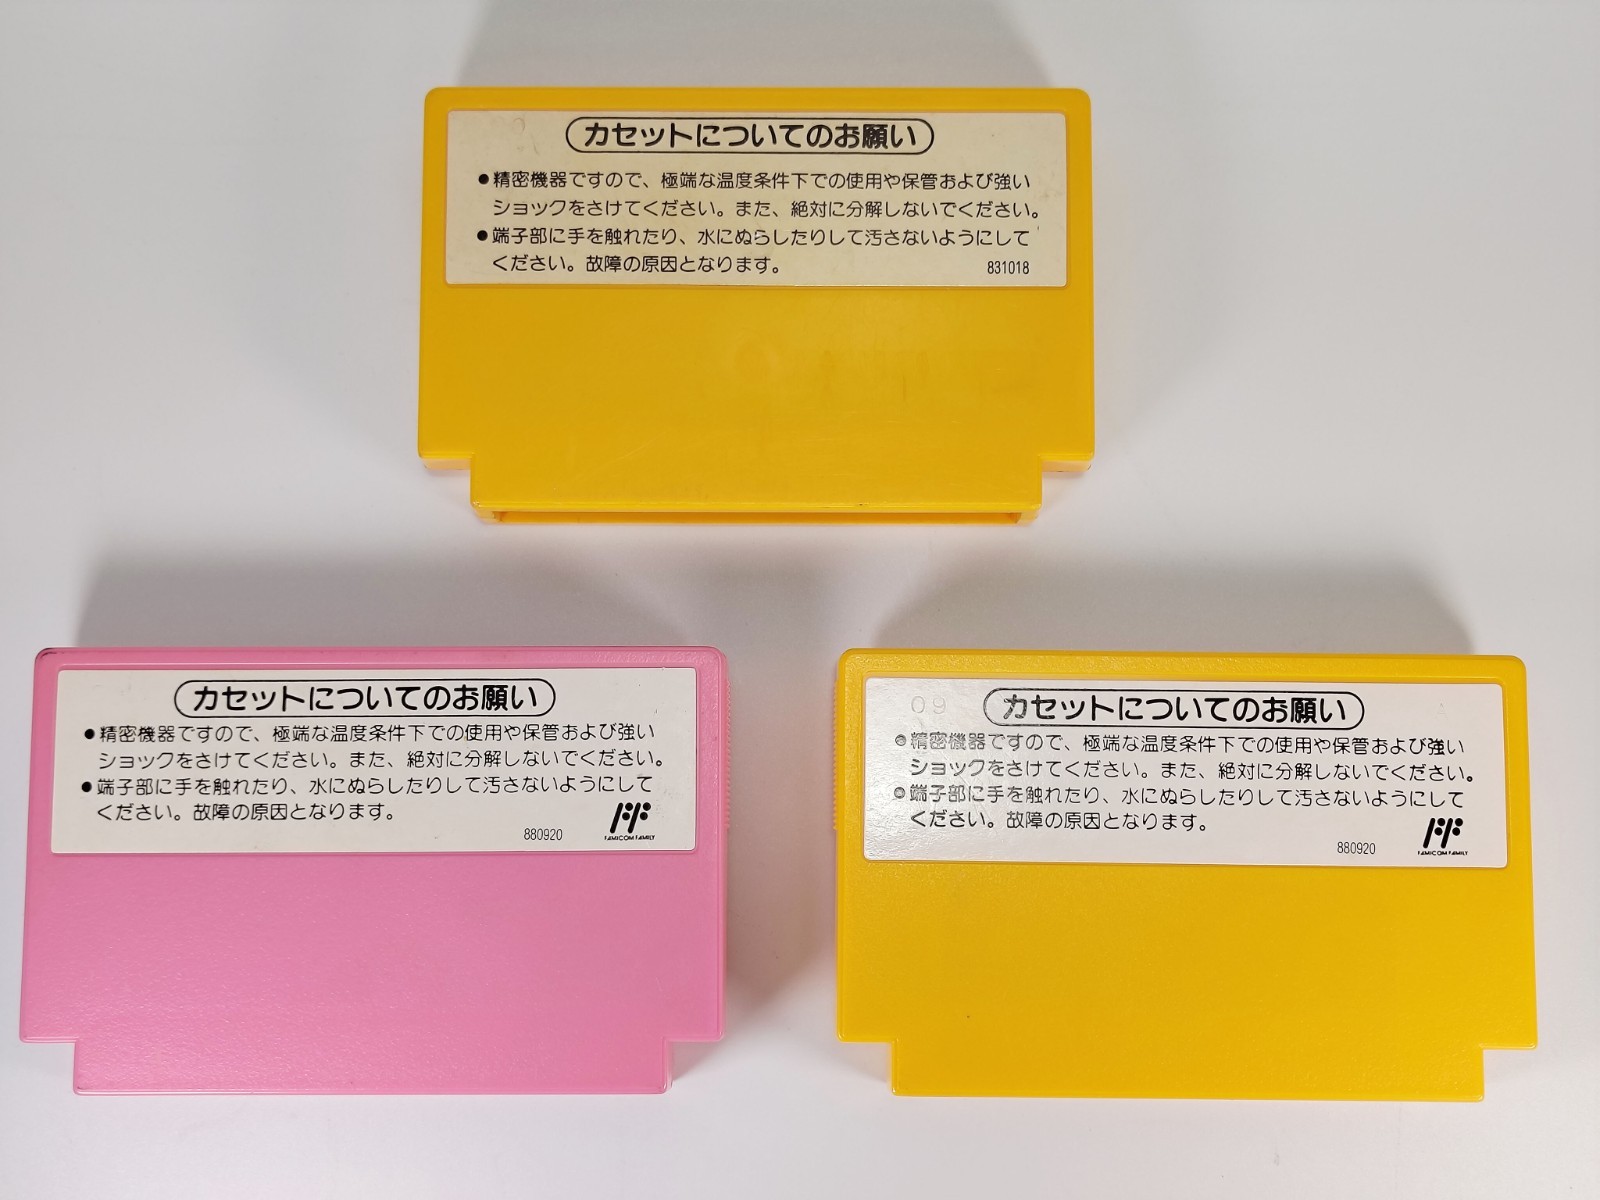 カセットについてのお願い
●精密機器ですので、極端な温度条件下での使用や保管および強い
ショックをさけてください。また、絶対に分解しないでください。
●端子部に手を触れたり、水にぬらしたりして汚さないようにして
ください。故障の原因となります。
831018
カセットについてのお願い
●精密機器ですので、極端な温度条件下での使用や保管および強い
ショックをさけてください。また、絶対に分解しないでください。
●端子部に手を触れたり、水にぬらしたりして汚さないようにして
ください。故障の原因となります。
880920
FAMICOM FAMILY
09
カセットについてのお願い
●精密機器ですので、極端な温度条件下での使用や保管および強い
ショックをさけてください。また、絶対に分解しないでください。
●端子部に手を触れたり、水にぬらしたりして汚さないようにして
ください。故障の原因となります。
880920
FAMICOM FAMILY